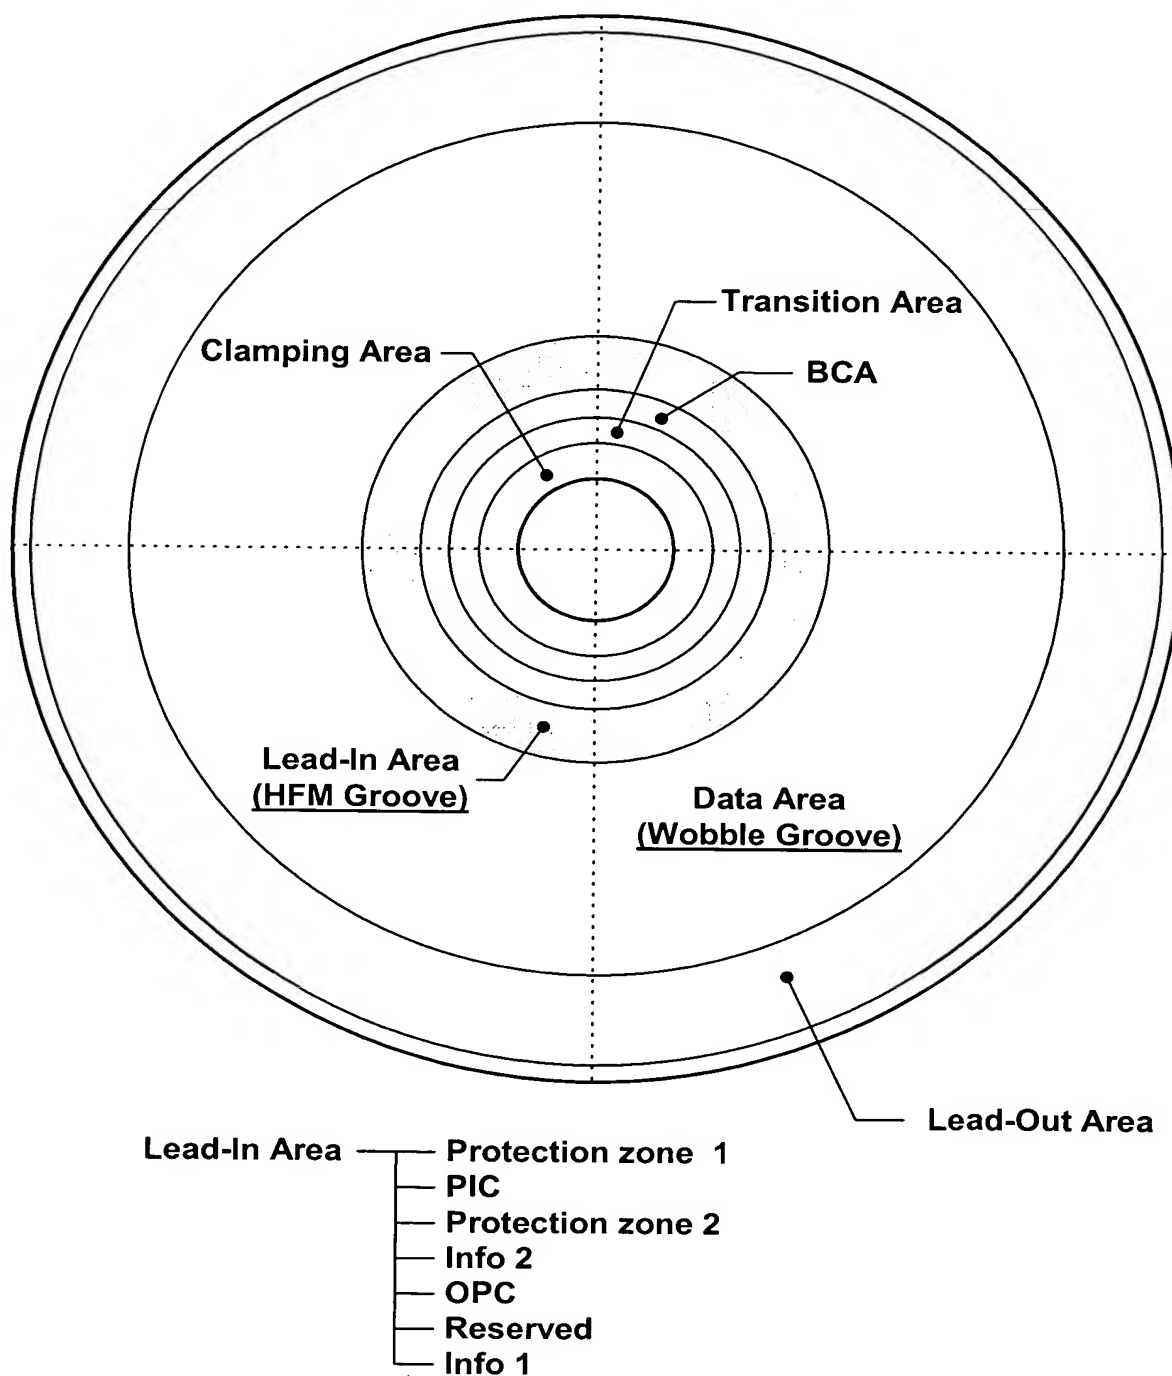 Transition Area
Clamping Area
BCA
Lead-In Area
(HFM Groove)
Data Area
(Wobble Groove)
Lead-Out Area
Lead-In Area
Protection zone 1
PIC
Protection zone 2
Info 2
OPC
Reserved
Info 1